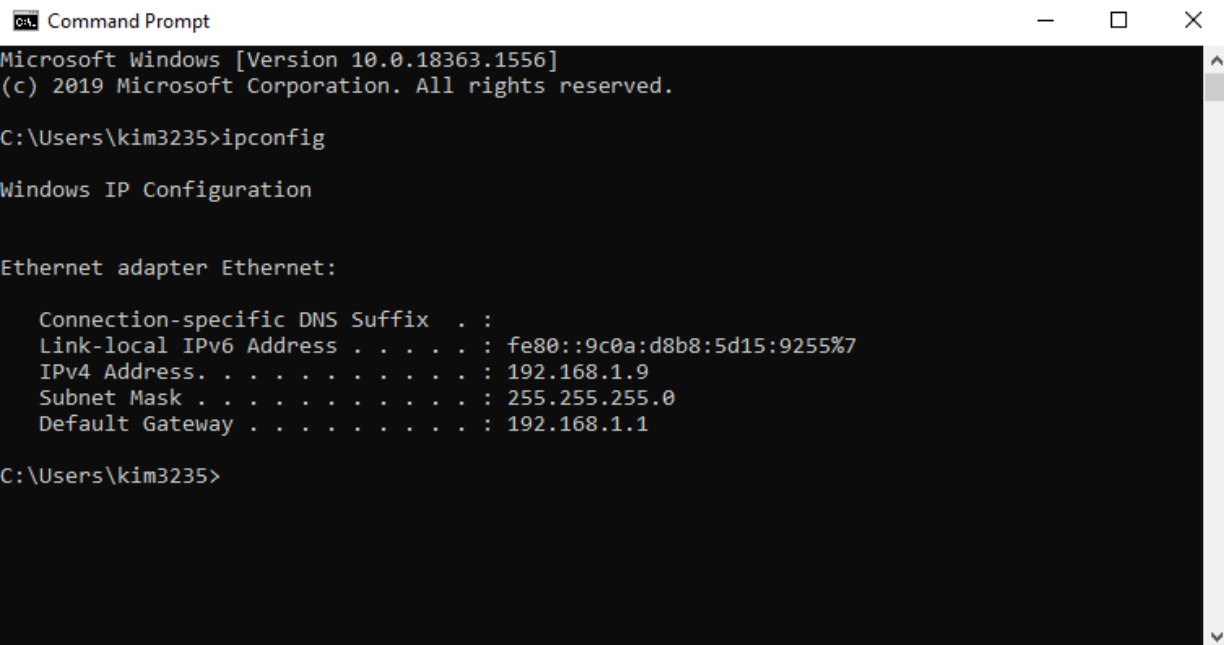 Command Prompt
Microsoft Windows [Version 10.0.18363.1556]
(c) 2019 Microsoft Corporation. All rights reserved.
C:\Users\kim3235>ipconfig
Windows IP Configuration
Ethernet adapter Ethernet:
   Connection-specific DNS Suffix  . :
   Link-local IPv6 Address . . . . . : fe80::9c0a:d8b8:5d15:9255%7
   IPv4 Address. . . . . . . . . . . : 192.168.1.9
   Subnet Mask . . . . . . . . . . . : 255.255.255.0
   Default Gateway . . . . . . . . . : 192.168.1.1
C:\Users\kim3235>